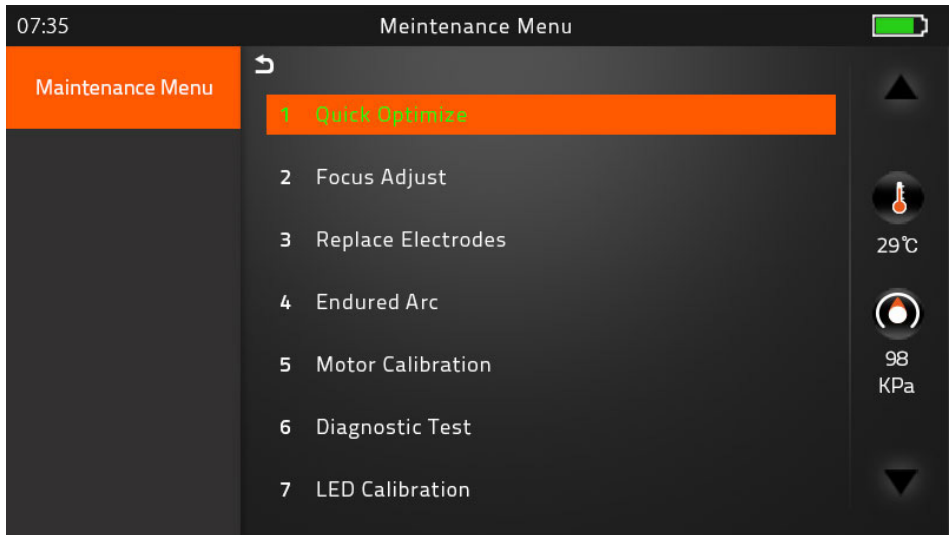 07:35
Meintenance Menu
Maintenance Menu
1 Quick Optimize
2 Focus Adjust
3 Replace Electrodes
4 Endured Arc
5 Motor Calibration
6 Diagnostic Test
7 LED Calibration
29℃
98
KPa